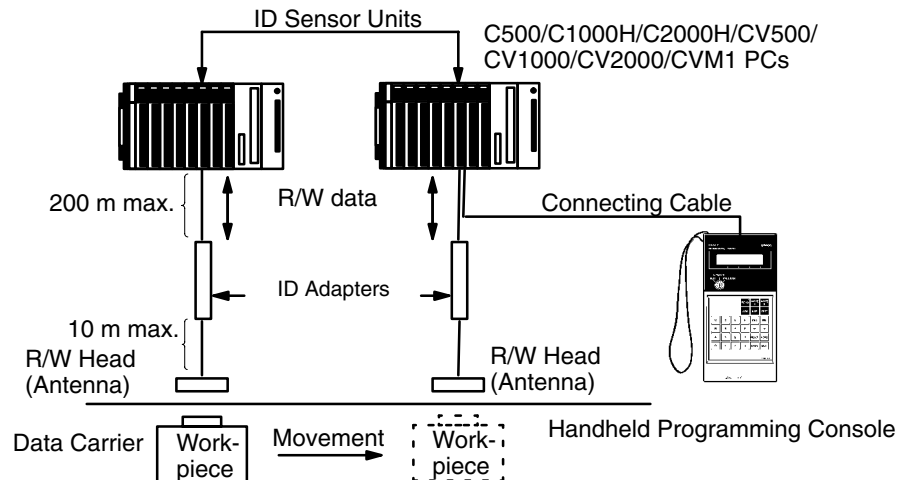 ID Sensor Units
C500/C1000H/C2000H/CV500/
CV1000/CV2000/CVM1 PCs
200 m max.
R/W data
Connecting Cable
ID Adapters
10 m max.
R/W Head
(Antenna)
R/W Head
(Antenna)
Data Carrier
Work-
piece
Movement
Work-
piece
Handheld Programming Console